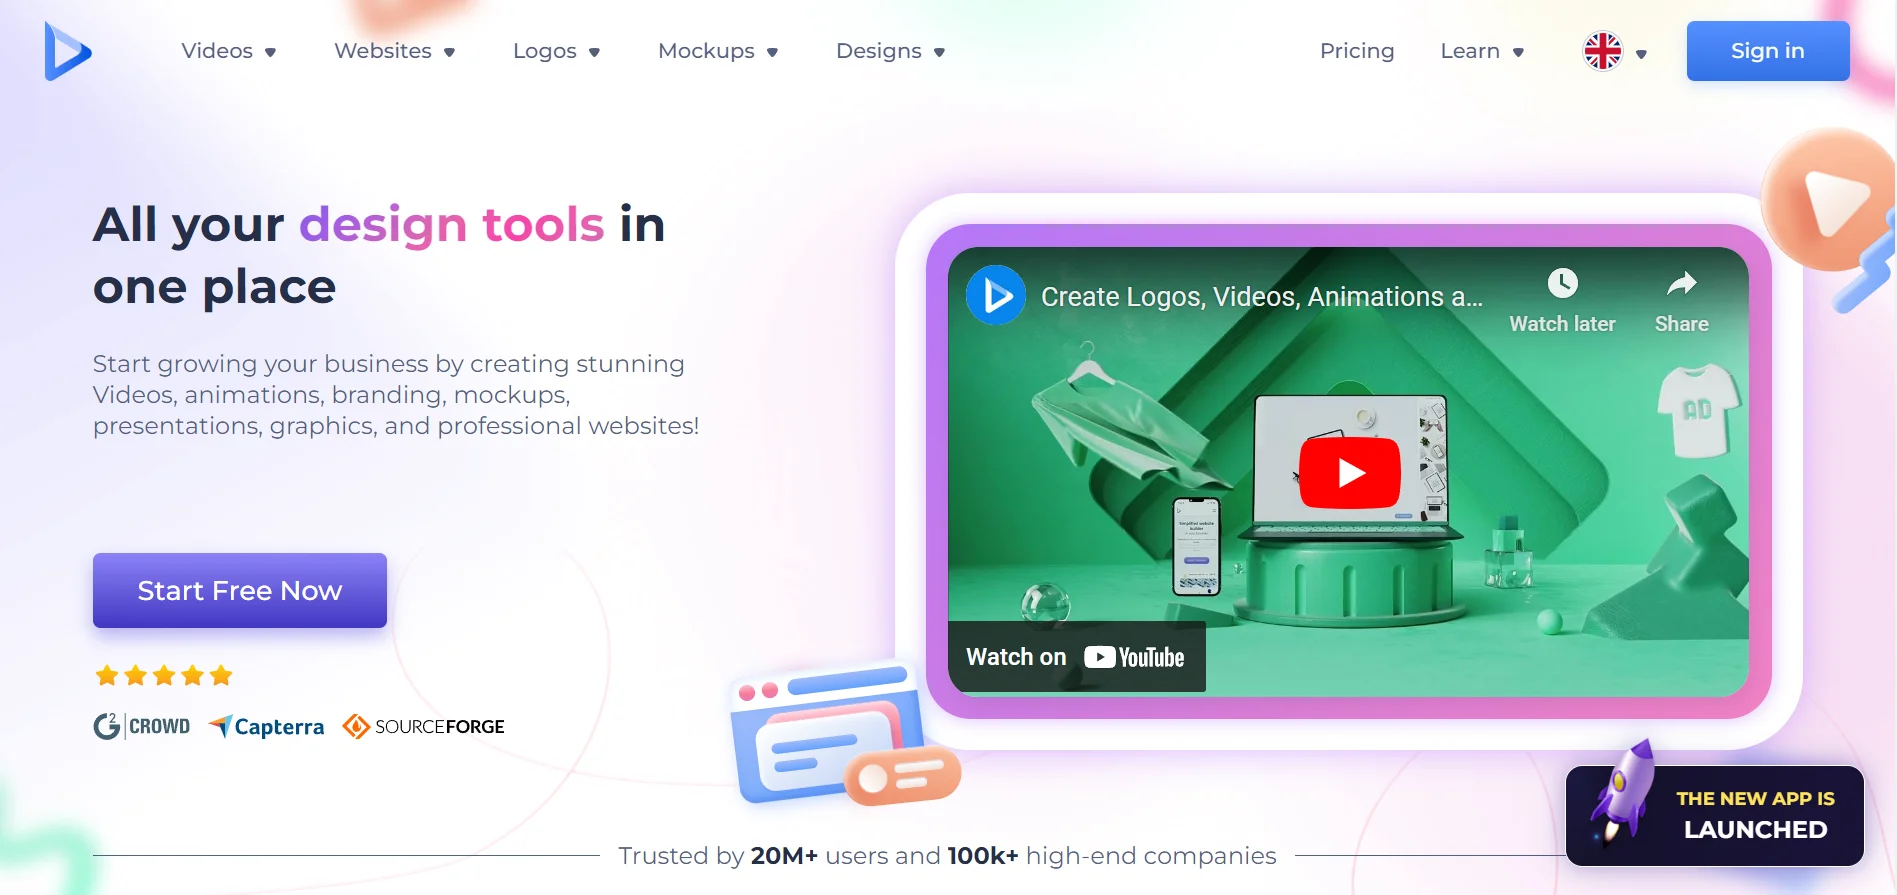 Videos
Websites
Logos
Mockups
Designs
Pricing
Learn
Sign in
All your design tools in
one place
Start growing your business by creating stunning
Videos, animations, branding, mockups,
presentations, graphics, and professional websites!
Start Free Now
G2 | CROWD
Capterra
SOURCEFORGE
Create Logos, Videos, Animations a...
Watch later
Share
AD
Simplified website
builder
Watch on YouTube
THE NEW APP IS
LAUNCHED
Trusted by 20M+ users and 100k+ high-end companies